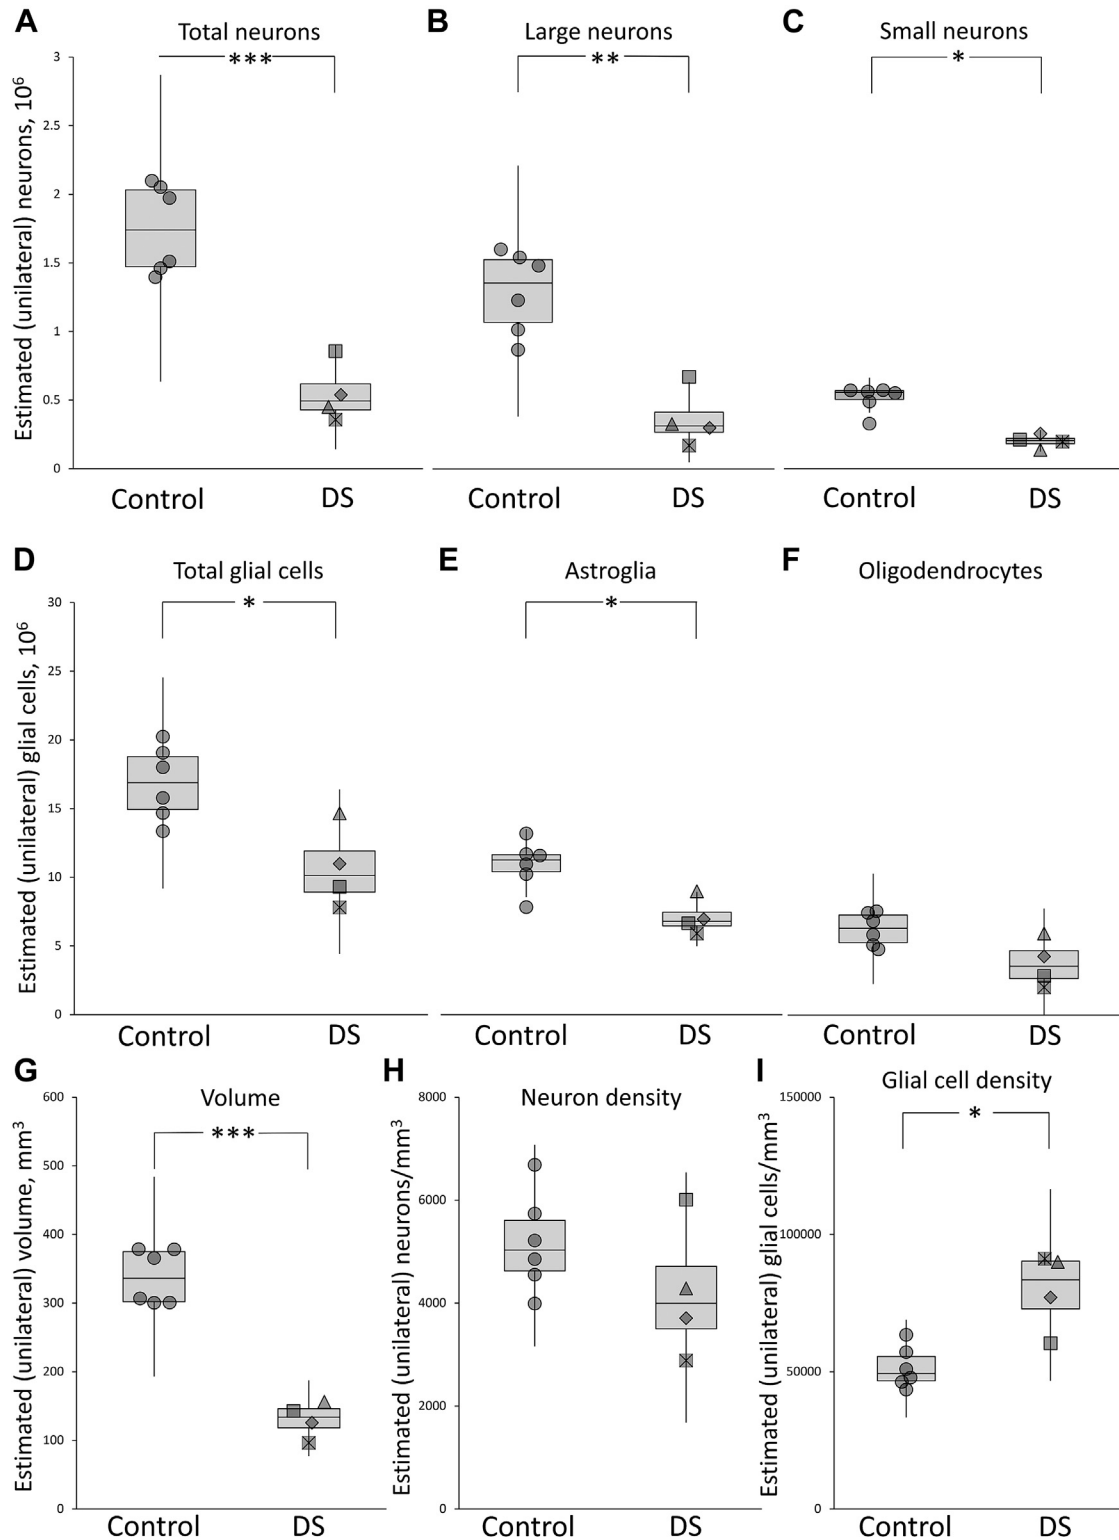 A Total neurons B Large neurons C Small neurons
*** ** *
Estimated (unilateral) neurons, 10⁶
3
2.5
2
1.5
1
0.5
0
Control DS Control DS Control DS
D Total glial cells E Astroglia F Oligodendrocytes
* *
Estimated (unilateral) glial cells, 10⁶
30
25
20
15
10
5
0
Control DS Control DS Control DS
G Volume
***
Estimated (unilateral) volume, mm³
600
500
400
300
200
100
0
Control DS
H Neuron density
Estimated (unilateral) neurons/mm³
8000
6000
4000
2000
0
Control DS
I Glial cell density
*
Estimated (unilateral) glial cells/mm³
150000
100000
50000
0
Control DS